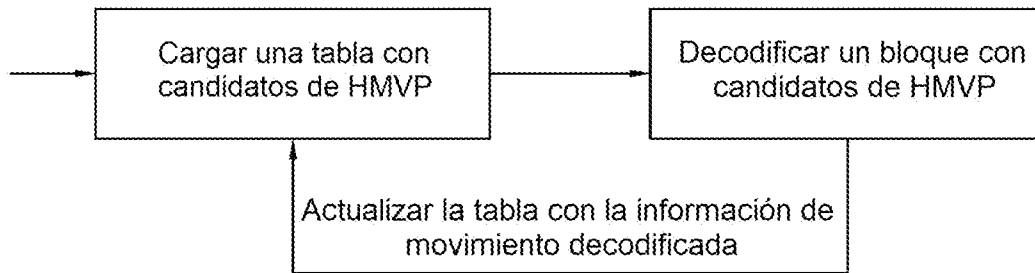 Cargar una tabla con
candidatos de HMVP
Decodificar un bloque con
candidatos de HMVP
Actualizar la tabla con la información de
movimiento decodificada